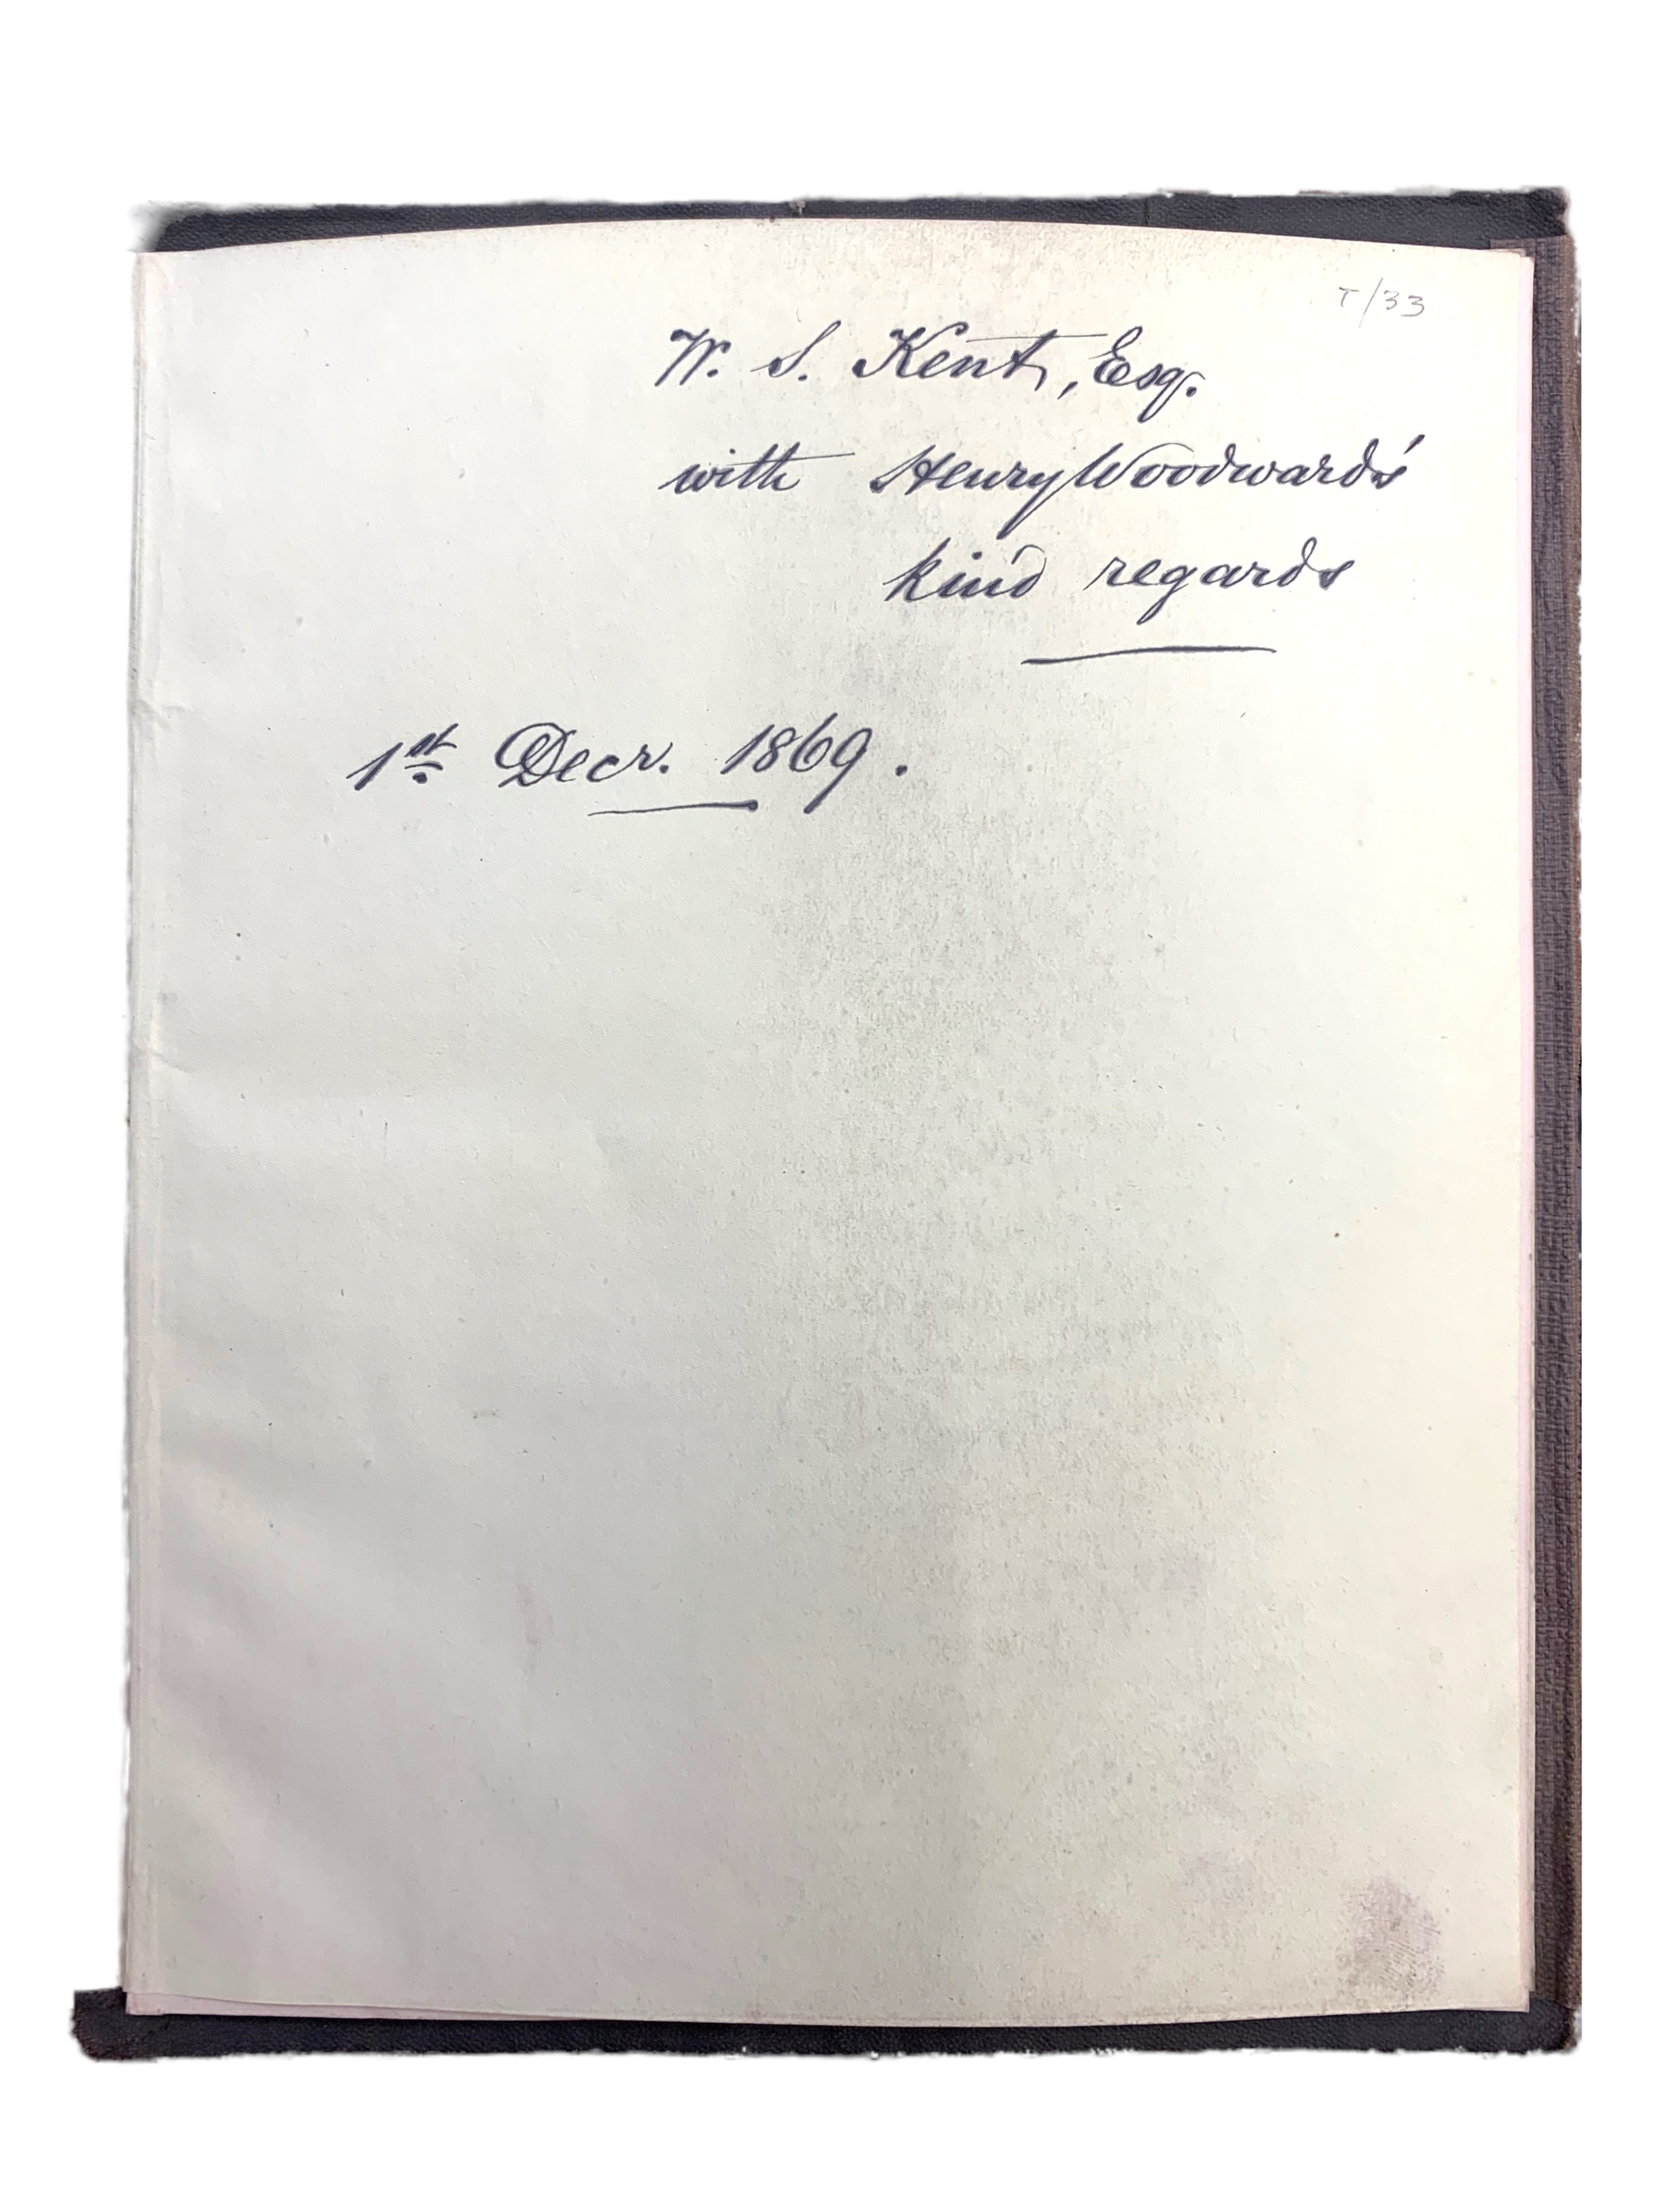 T/33
W. S. Kent, Esq.
with Henry Woodward's
kind regards
1st Decr. 1869.